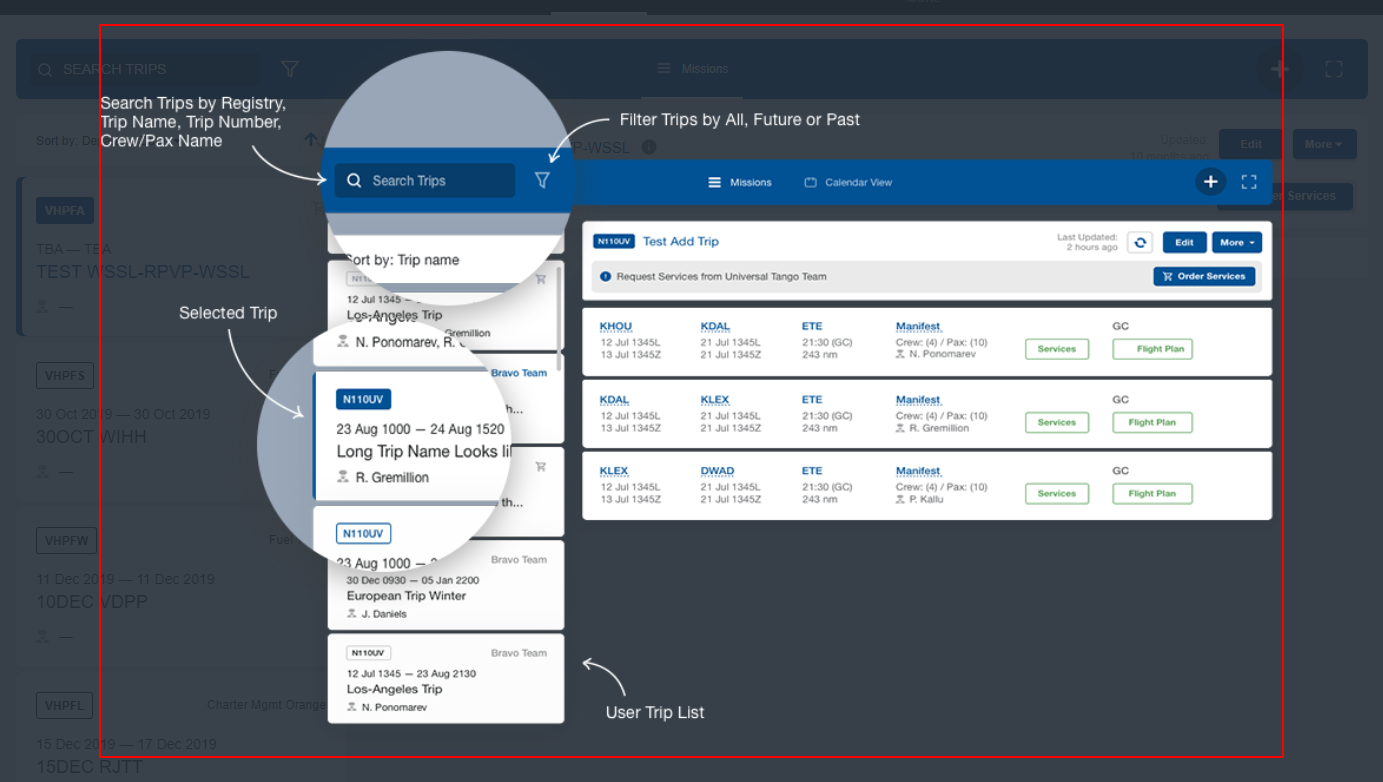 SEARCH TRIPS
Missions
Search Trips by Registry,
Trip Name, Trip Number,
Crew/Pax Name
Filter Trips by All, Future or Past
Sort by: De
P-WSSL
Updated:
10 months ago
Edit
More
VHPFA
TBA — TBA
TEST WSSL-RPVP-WSSL
—
Services
Selected Trip
VHPFS
30 Oct 2019 — 30 Oct 2019
30OCT WIHH
—
VHPFW
Fuel
11 Dec 2019 — 11 Dec 2019
10DEC VDPP
—
VHPFL
Charter Mgmt Orange
15 Dec 2019 — 17 Dec 2019
15DEC RJTT
Search Trips
Missions
Calendar View
Sort by: Trip name
12 Jul 1345 —
Los-Angeles Trip
Gremillion
N. Ponomarev, R.
Bravo Team
N110UV
23 Aug 1000 — 24 Aug 1520
Long Trip Name Looks li
R. Gremillion
th...
N110UV
23 Aug 1000 —
Bravo Team
30 Dec 0930 — 05 Jan 2200
European Trip Winter
J. Daniels
N110UV
Bravo Team
12 Jul 1345 — 23 Aug 2130
Los-Angeles Trip
N. Ponomarev
User Trip List
N110UV Test Add Trip
Last Updated:
2 hours ago
Edit
More
Request Services from Universal Tango Team
Order Services
KHOU KDAL ETE Manifest GC
12 Jul 1345L 21 Jul 1345L 21:30 (GC) Crew: (4) / Pax: (10) Services Flight Plan
13 Jul 1345Z 21 Jul 1345Z 243 nm N. Ponomarev
KDAL KLEX ETE Manifest GC
12 Jul 1345L 21 Jul 1345L 21:30 (GC) Crew: (4) / Pax: (10) Services Flight Plan
13 Jul 1345Z 21 Jul 1345Z 243 nm R. Gremillion
KLEX DWAD ETE Manifest GC
12 Jul 1345L 21 Jul 1345L 21:30 (GC) Crew: (4) / Pax: (10) Services Flight Plan
13 Jul 1345Z 21 Jul 1345Z 243 nm P. Kallu